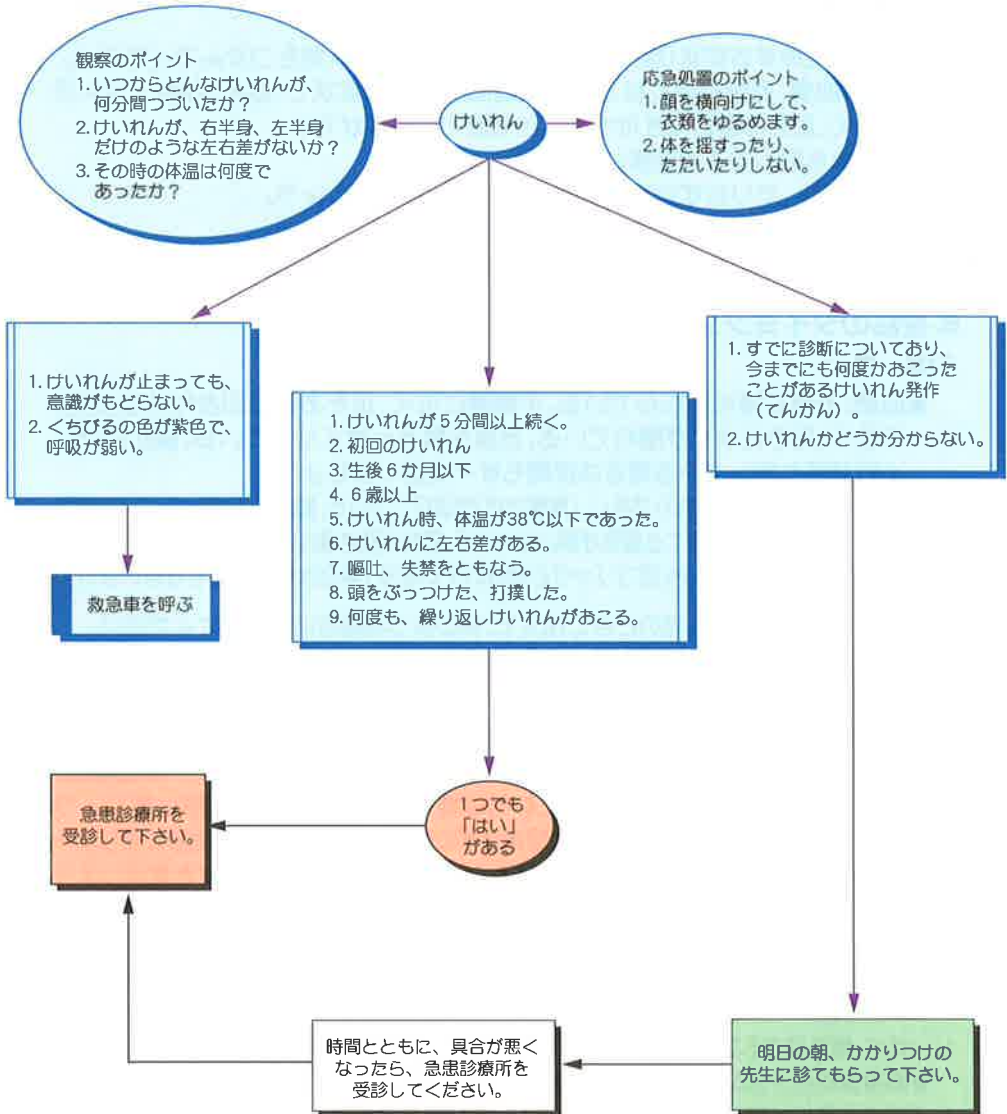 観察のポイント
1.いつからどんなけいれんが、
何分間つづいたか？
2.けいれんが、右半身、左半身
だけのような左右差がないか？
3.その時の体温は何度で
あったか？
けいれん
応急処置のポイント
1.顔を横向けにして、
衣類をゆるめます。
2.体を揺すったり、
たたいたりしない。
1.けいれんが止まっても、
意識がもどらない。
2.くちびるの色が紫色で、
呼吸が弱い。
救急車を呼ぶ
1.けいれんが５分間以上続く。
2.初回のけいれん
3.生後６か月以下
4.６歳以上
5.けいれん時、体温が38℃以下であった。
6.けいれんに左右差がある。
7.嘔吐、失禁をともなう。
8.頭をぶっつけた、打撲した。
9.何度も、繰り返しけいれんがおこる。
1.すでに診断についており、
今までにも何度かおこった
ことがあるけいれん発作
（てんかん）。
2.けいれんかどうか分からない。
急患診療所を
受診して下さい。
１つでも
「はい」
がある
時間とともに、具合が悪く
なったら、急患診療所を
受診してください。
明日の朝、かかりつけの
先生に診てもらって下さい。